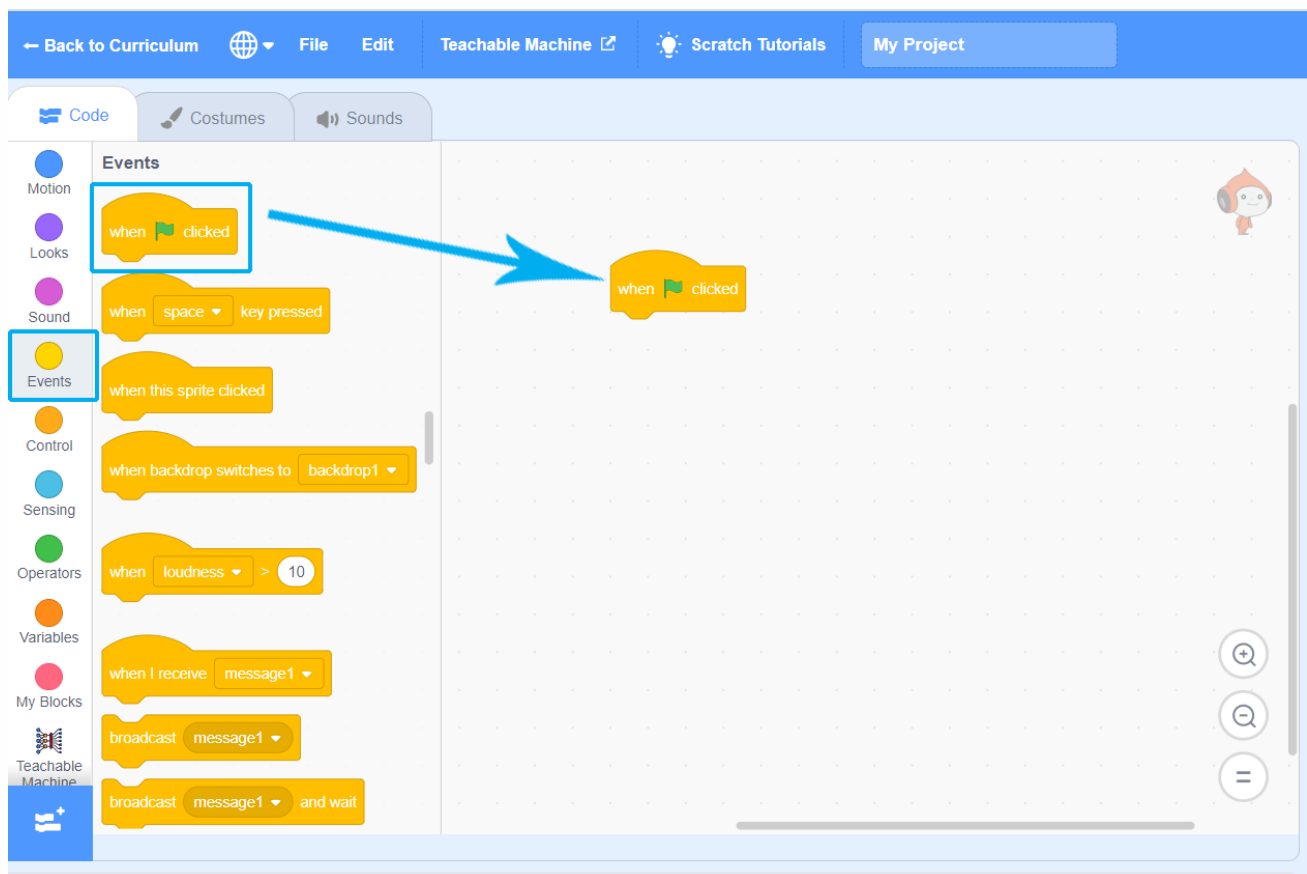 ← Back to Curriculum File Edit Teachable Machine Scratch Tutorials My Project
Code Costumes Sounds
Motion
Looks
Sound
Events
Control
Sensing
Operators
Variables
My Blocks
Teachable
Machine
Events
when clicked
when space key pressed
when this sprite clicked
when backdrop switches to backdrop1
when loudness > 10
when I receive message1
broadcast message1
broadcast message1 and wait
when clicked